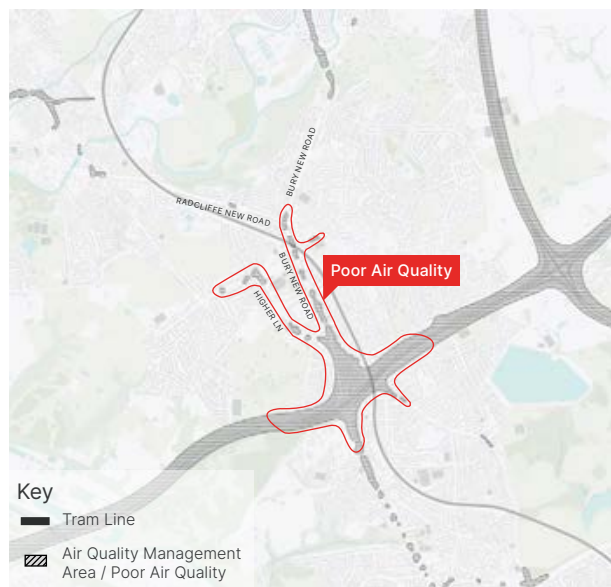 BURY NEW ROAD
RADCLIFFE NEW ROAD
BURY NEW ROAD
Poor Air Quality
HIGHER LN
Key
Tram Line
Air Quality Management
Area / Poor Air Quality